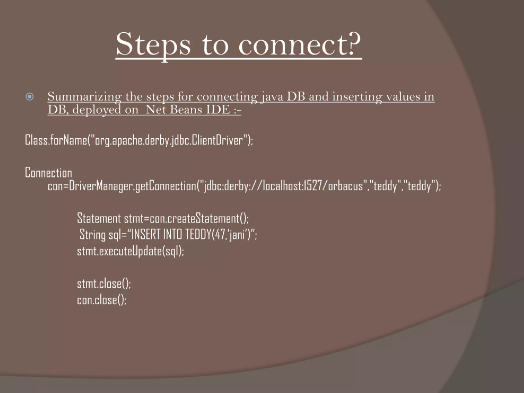 Steps to connect?
Summarizing the steps for connecting java DB and inserting values in
DB, deployed on Net Beans IDE :-
Class.forName("org.apache.derby.jdbc.ClientDriver");
Connection
con=DriverManager.getConnection("jdbc:derby://localhost:1527/orbacus","teddy","teddy");
Statement stmt=con.createStatement();
String sql=“INSERT INTO TEDDY(47,'jani')”;
stmt.executeUpdate(sql);
stmt.close();
con.close();